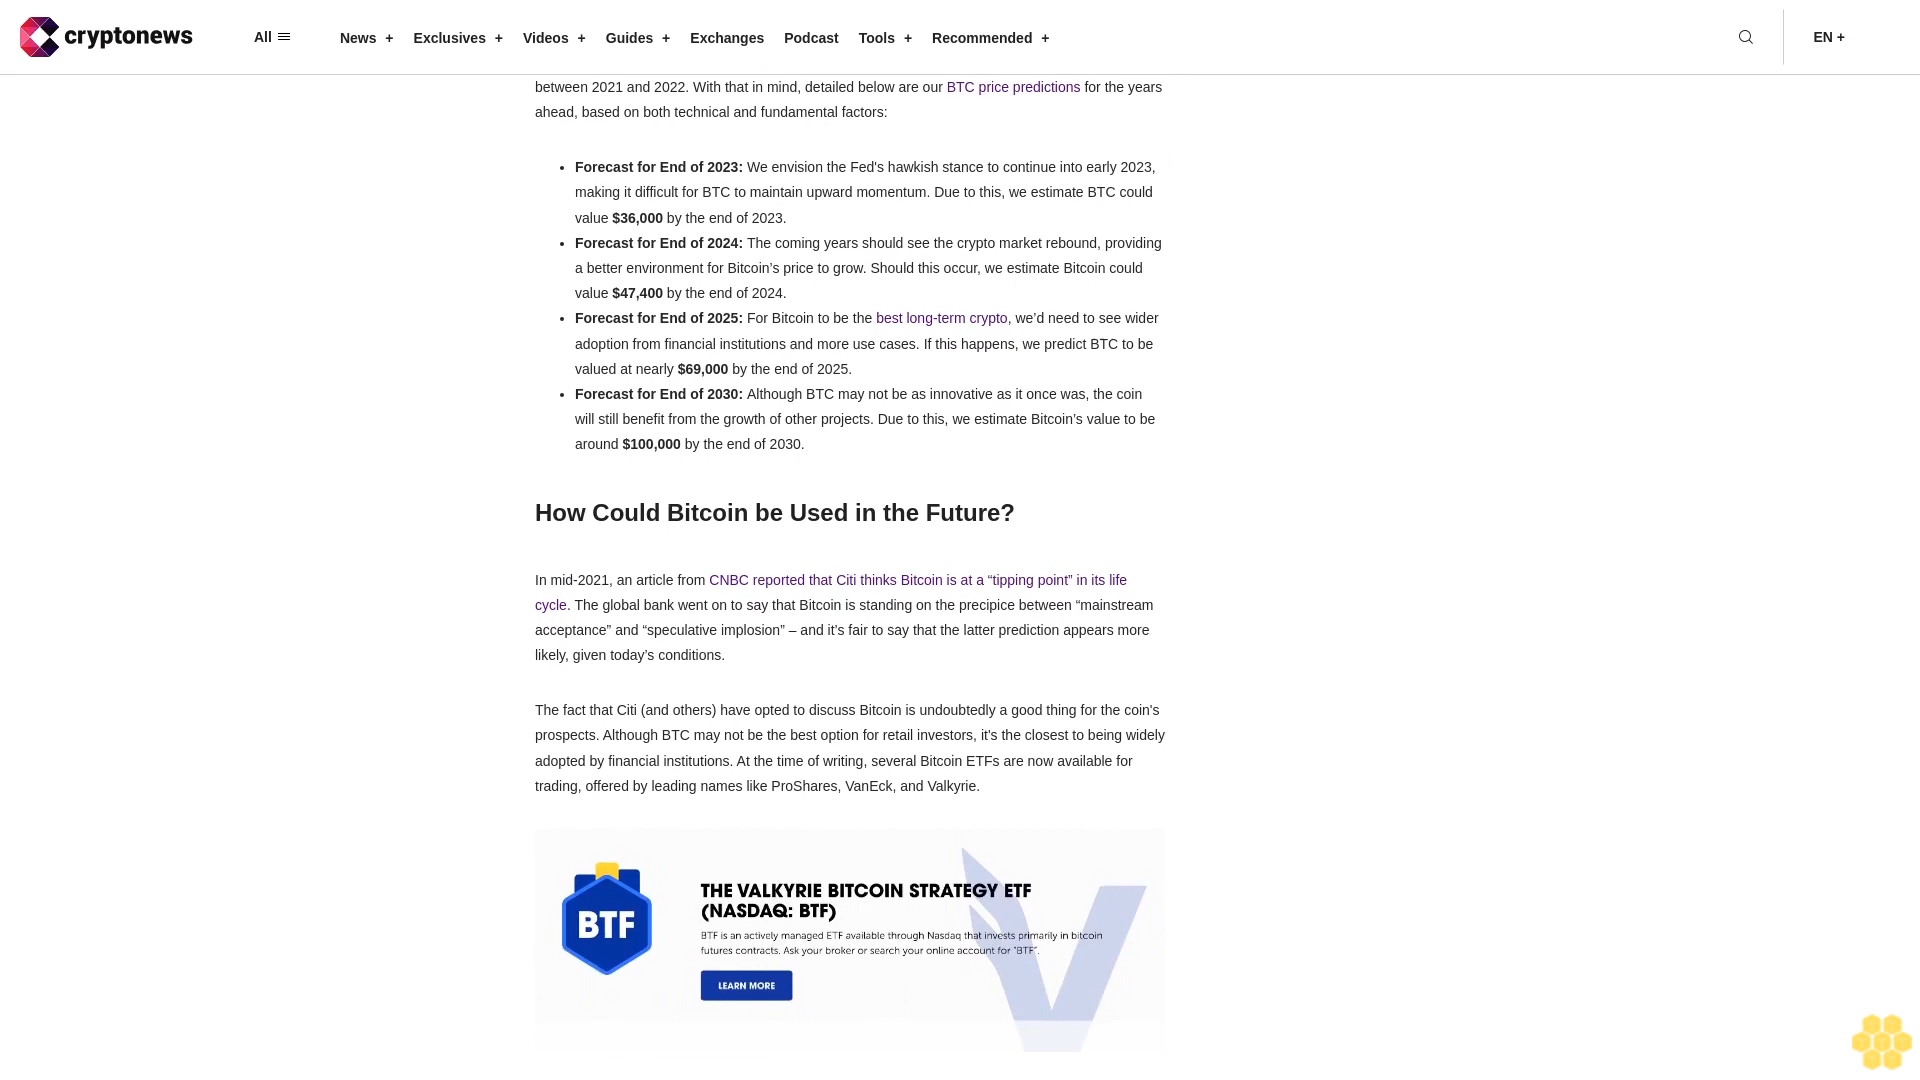 cryptonews
All
News +
Exclusives +
Videos +
Guides +
Exchanges
Podcast
Tools +
Recommended +
EN +
between 2021 and 2022. With that in mind, detailed below are our BTC price predictions for the years
ahead, based on both technical and fundamental factors:
• Forecast for End of 2023: We envision the Fed's hawkish stance to continue into early 2023,
making it difficult for BTC to maintain upward momentum. Due to this, we estimate BTC could
value $36,000 by the end of 2023.
• Forecast for End of 2024: The coming years should see the crypto market rebound, providing
a better environment for Bitcoin’s price to grow. Should this occur, we estimate Bitcoin could
value $47,400 by the end of 2024.
• Forecast for End of 2025: For Bitcoin to be the best long-term crypto, we’d need to see wider
adoption from financial institutions and more use cases. If this happens, we predict BTC to be
valued at nearly $69,000 by the end of 2025.
• Forecast for End of 2030: Although BTC may not be as innovative as it once was, the coin
will still benefit from the growth of other projects. Due to this, we estimate Bitcoin’s value to be
around $100,000 by the end of 2030.
How Could Bitcoin be Used in the Future?
In mid-2021, an article from CNBC reported that Citi thinks Bitcoin is at a “tipping point” in its life
cycle. The global bank went on to say that Bitcoin is standing on the precipice between “mainstream
acceptance” and “speculative implosion” – and it’s fair to say that the latter prediction appears more
likely, given today’s conditions.
The fact that Citi (and others) have opted to discuss Bitcoin is undoubtedly a good thing for the coin's
prospects. Although BTC may not be the best option for retail investors, it's the closest to being widely
adopted by financial institutions. At the time of writing, several Bitcoin ETFs are now available for
trading, offered by leading names like ProShares, VanEck, and Valkyrie.
BTF
THE VALKYRIE BITCOIN STRATEGY ETF
(NASDAQ: BTF)
BTF is an actively managed ETF available through Nasdaq that invests primarily in bitcoin
futures contracts. Ask your broker or search your online account for “BTF”.
LEARN MORE